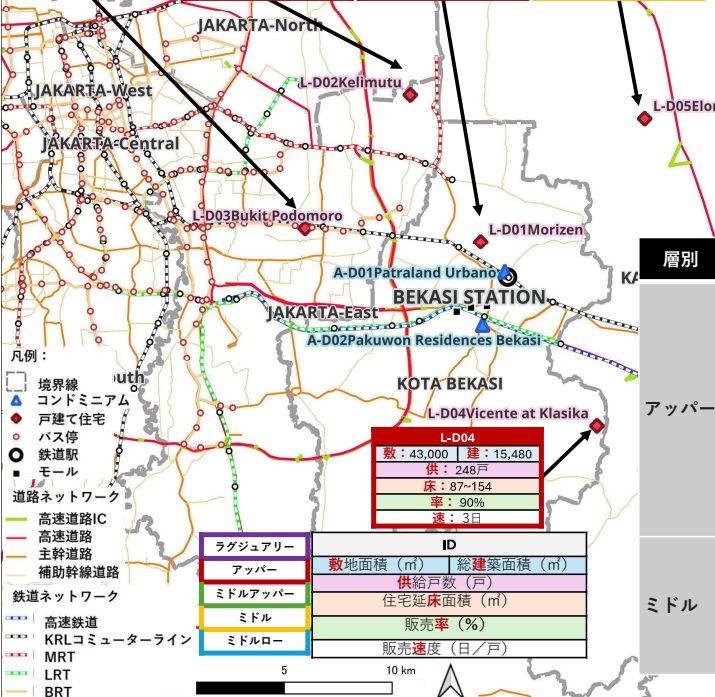 JAKARTA-North
L-D02Kelimutu
JAKARTA-West
L-D05Elor
JAKARTA-Central
L-D03Bukit Podomoro
L-D01Morizen
層別
A-D01Patraland Urbano
KA
BEKASI STATION
JAKARTA-East
A-D02Pakuwon Residences Bekasi
凡例：
境界線
コンドミニアム
戸建て住宅
バス停
鉄道駅
モール
道路ネットワーク
高速道路IC
高速道路
主幹道路
補助幹線道路
鉄道ネットワーク
高速鉄道
KRLコミューターライン
MRT
LRT
BRT
outh
KOTA BEKASI
アッパー
L-D04Vicente at Klasika
L-D04
敷：43,000 建：15,480
供：248戸
床：87~154
率：90%
速：3日
ラグジュアリー
アッパー
ミドルアッパー
ミドル
ミドルロー
ID
敷地面積（㎡） 総建築面積（㎡）
供給戸数（戸）
住宅延床面積（㎡）
販売率（%）
販売速度（日／戸）
ミドル
5 10 km